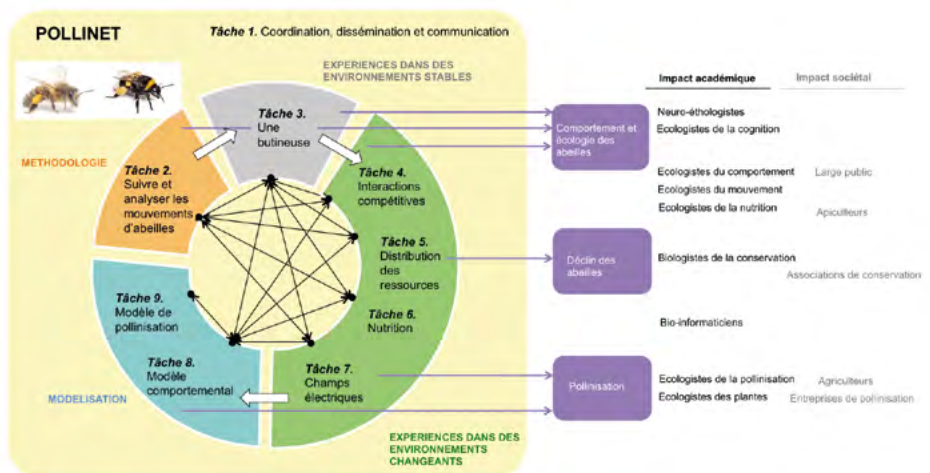 POLLINET
Tâche 1. Coordination, dissémination et communication
EXPERIENCES DANS DES
ENVIRONNEMENTS STABLES
Tâche 3.
Une
butineuse
METHODOLOGIE
Tâche 2.
Suivre et
analyser les
mouvements
d'abeilles
Tâche 4.
Interactions
compétitives
Tâche 5.
Distribution
des
ressources
Tâche 6.
Nutrition
Tâche 7.
Champs
électriques
Tâche 9.
Modèle de
pollinisation
Tâche 8.
Modèle
comportemental
MODELISATION
EXPERIENCES DANS DES
ENVIRONNEMENTS
CHANGEANTS
Comportement et
écologie des
abeilles
Déclin des
abeilles
Pollinisation
Impact académique
Neuro-éthologistes
Ecologistes de la cognition
Ecologistes du comportement
Ecologistes du mouvement
Ecologistes de la nutrition
Biologistes de la conservation
Bio-informaticiens
Ecologistes de la pollinisation
Ecologistes des plantes
Impact sociétal
Large public
Apiculteurs
Associations de conservation
Agriculteurs
Entreprises de pollinisation